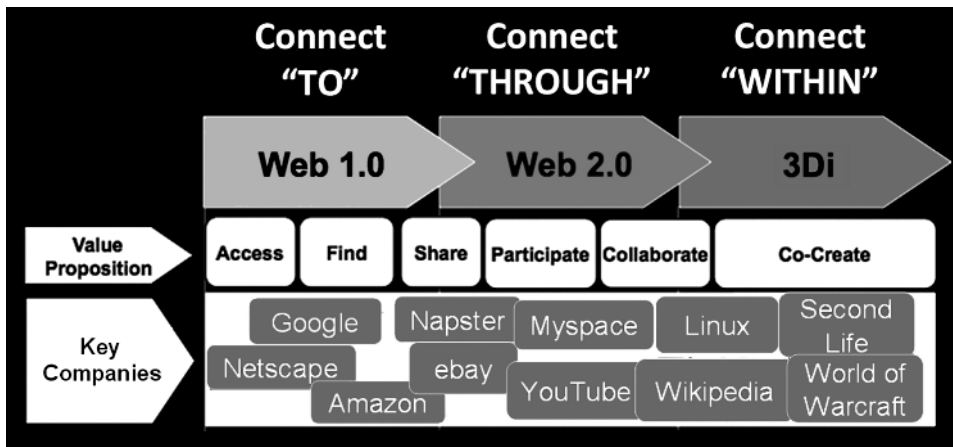 Connect
“TO”
Connect
“THROUGH”
Connect
“WITHIN”
Web 1.0
Web 2.0
3Di
Value
Proposition
Access
Find
Share
Participate
Collaborate
Co-Create
Key
Companies
Google
Napster
Myspace
Linux
Second
Life
Netscape
ebay
Amazon
YouTube
Wikipedia
World of
Warcraft